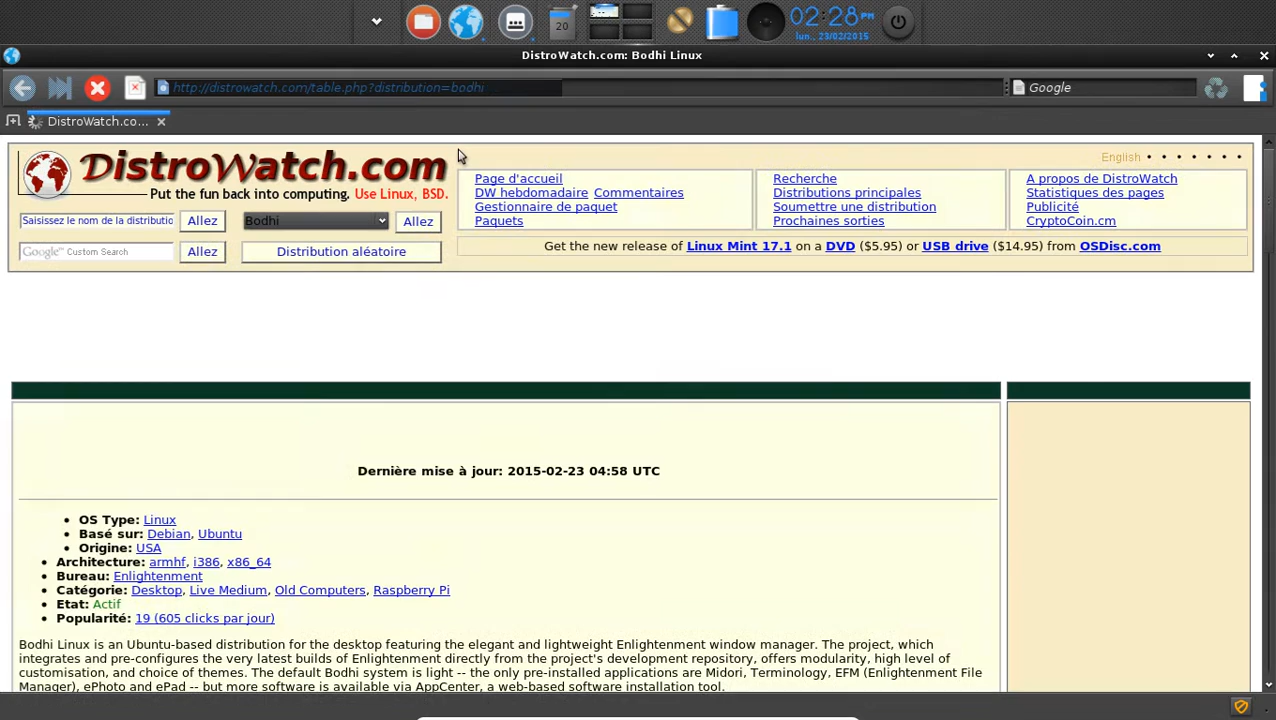 20
02:28 PM
lun., 23/02/2015
DistroWatch.com: Bodhi Linux
http://distrowatch.com/table.php?distribution=bodhi
Google
DistroWatch.co...
DistroWatch.com
Put the fun back into computing. Use Linux, BSD.
English • • • • • • •
Page d'accueil
DW hebdomadaire Commentaires
Gestionnaire de paquet
Paquets
Recherche
Distributions principales
Soumettre une distribution
Prochaines sorties
A propos de DistroWatch
Statistiques des pages
Publicité
CryptoCoin.cm
Saisissez le nom de la distributio
Allez
Bodhi
Allez
Google™ Custom Search
Allez
Distribution aléatoire
Get the new release of Linux Mint 17.1 on a DVD ($5.95) or USB drive ($14.95) from OSDisc.com
Dernière mise à jour: 2015-02-23 04:58 UTC
• OS Type: Linux
• Basé sur: Debian, Ubuntu
• Origine: USA
• Architecture: armhf, i386, x86_64
• Bureau: Enlightenment
• Catégorie: Desktop, Live Medium, Old Computers, Raspberry Pi
• Etat: Actif
• Popularité: 19 (605 clicks par jour)
Bodhi Linux is an Ubuntu-based distribution for the desktop featuring the elegant and lightweight Enlightenment window manager. The project, which
integrates and pre-configures the very latest builds of Enlightenment directly from the project's development repository, offers modularity, high level of
customisation, and choice of themes. The default Bodhi system is light -- the only pre-installed applications are Midori, Terminology, EFM (Enlightenment File
Manager), ePhoto and ePad -- but more software is available via AppCenter, a web-based software installation tool.